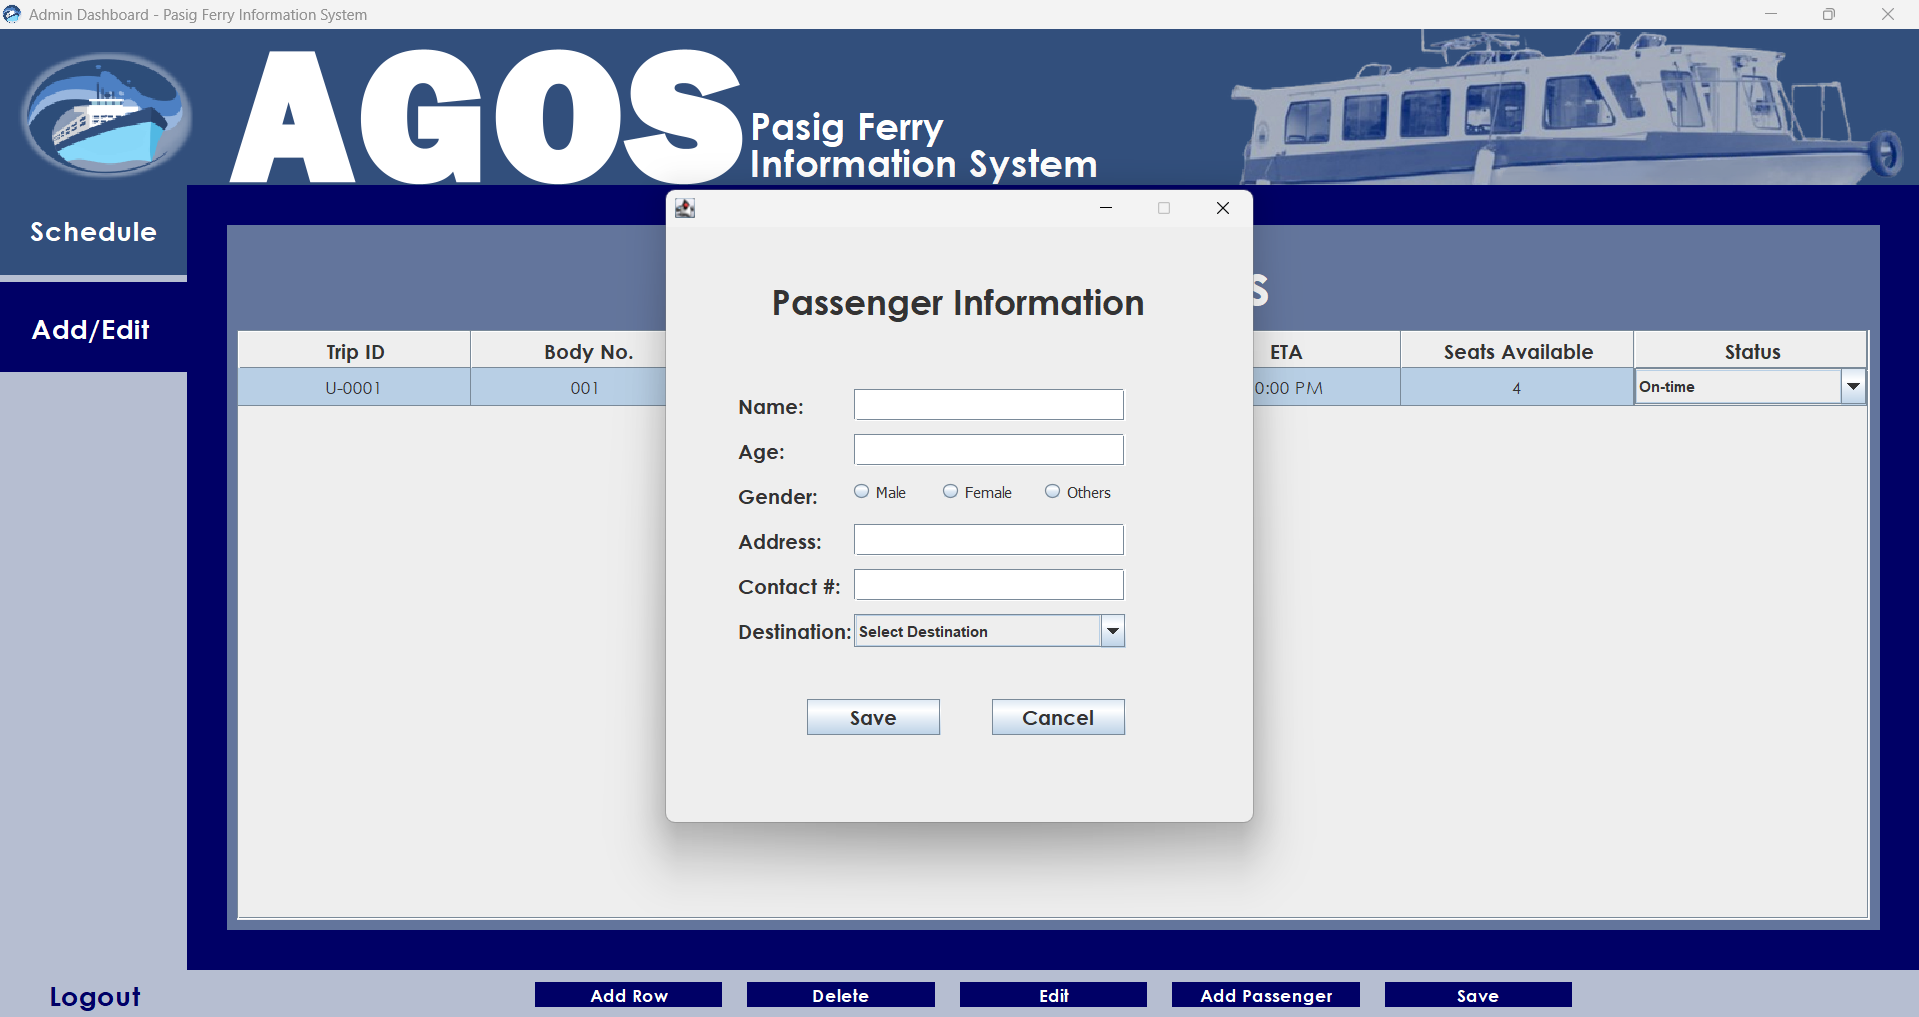 Admin Dashboard - Pasig Ferry Information System
AGOS
Pasig Ferry
Information System
Schedule
Add/Edit
S
Trip ID
Body No.
ETA
Seats Available
Status
U-0001
001
0:00 PM
4
On-time
Passenger Information
Name:
Age:
Gender:
Male
Female
Others
Address:
Contact #:
Destination:
Select Destination
Save
Cancel
Logout
Add Row
Delete
Edit
Add Passenger
Save